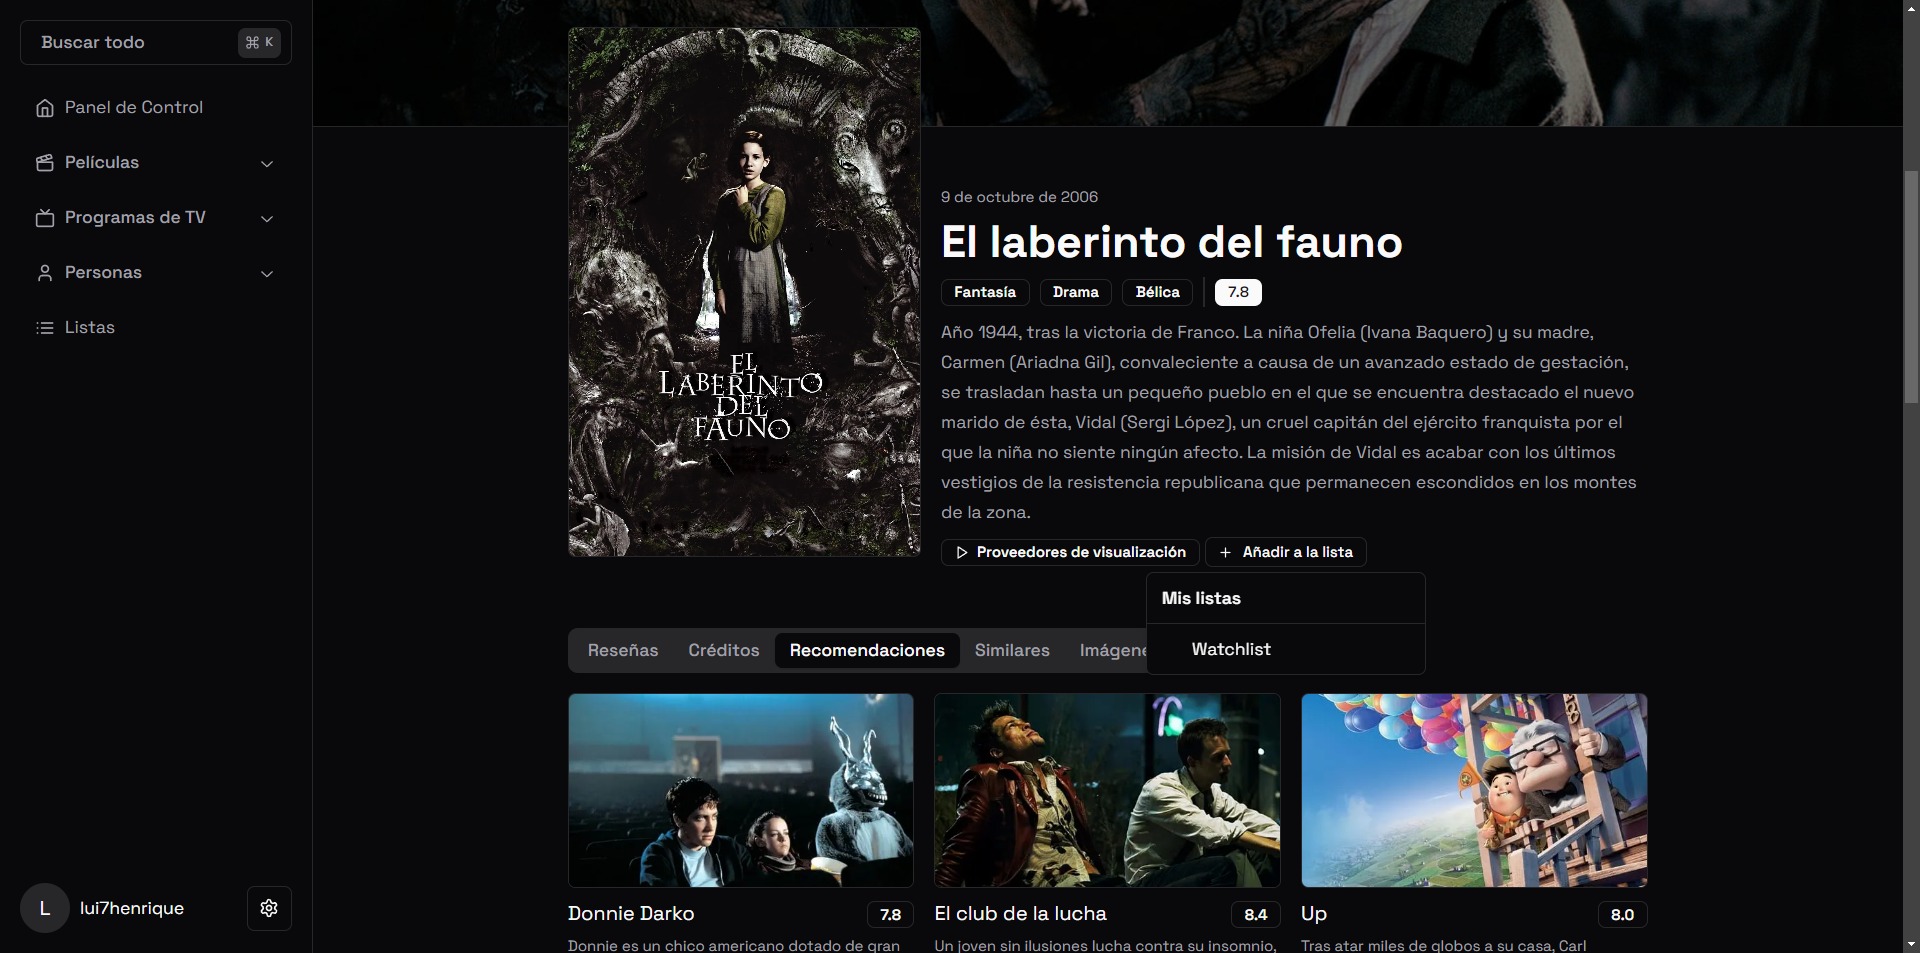 Buscar todo
⌘ K
Panel de Control
Películas
Programas de TV
Personas
Listas
L
lui7henrique
EL
LABERINTO
DEL
FAUNO
9 de octubre de 2006
El laberinto del fauno
Fantasía Drama Bélica 7.8
Año 1944, tras la victoria de Franco. La niña Ofelia (Ivana Baquero) y su madre,
Carmen (Ariadna Gil), convaleciente a causa de un avanzado estado de gestación,
se trasladan hasta un pequeño pueblo en el que se encuentra destacado el nuevo
marido de ésta, Vidal (Sergi López), un cruel capitán del ejército franquista por el
que la niña no siente ningún afecto. La misión de Vidal es acabar con los últimos
vestigios de la resistencia republicana que permanecen escondidos en los montes
de la zona.
Proveedores de visualización + Añadir a la lista
Mis listas
Watchlist
Reseñas Créditos Recomendaciones Similares Imágene
Donnie Darko 7.8
Donnie es un chico americano dotado de gran
El club de la lucha 8.4
Un joven sin ilusiones lucha contra su insomnio,
Up 8.0
Tras atar miles de globos a su casa, Carl